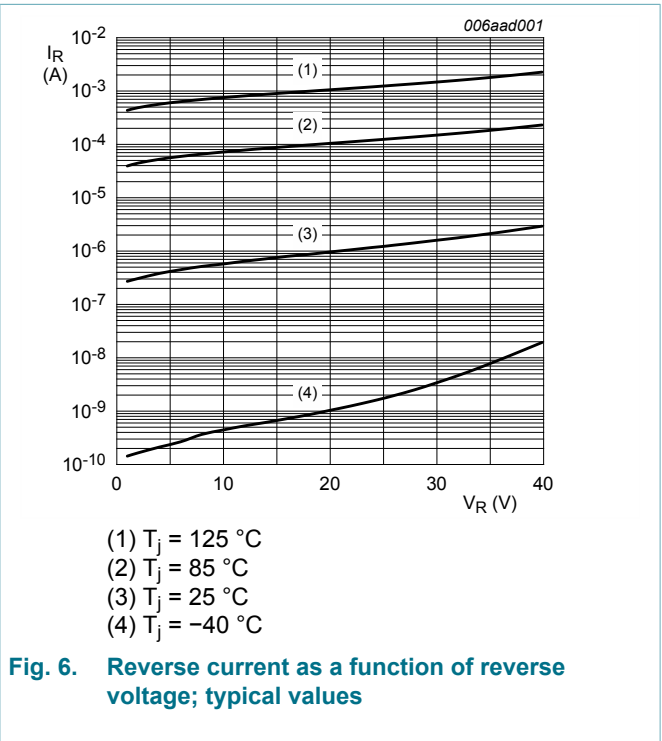 006aad001
I_R
(A)
10^-2
10^-3
10^-4
10^-5
10^-6
10^-7
10^-8
10^-9
10^-10
(1)
(2)
(3)
(4)
0 10 20 30 40
V_R (V)
(1) T_j = 125 °C
(2) T_j = 85 °C
(3) T_j = 25 °C
(4) T_j = −40 °C
Fig. 6. Reverse current as a function of reverse
voltage; typical values